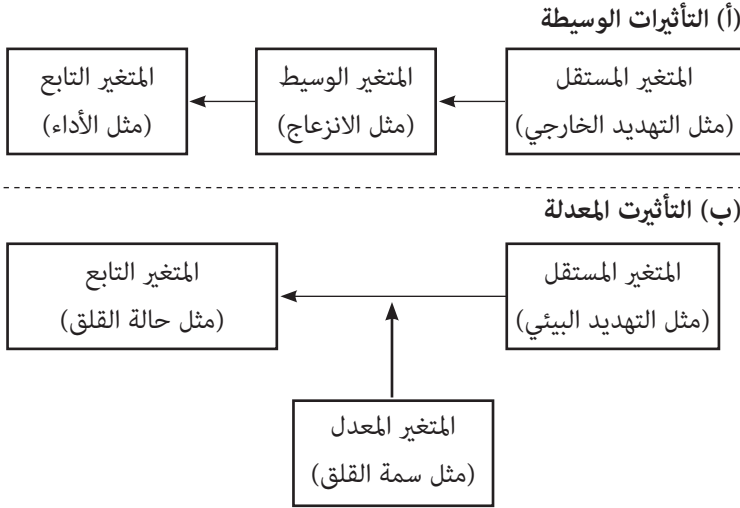 (أ) التأثيرات الوسيطة
المتغير المستقل
(مثل التهديد الخارجي)
المتغير الوسيط
(مثل الانزعاج)
المتغير التابع
(مثل الأداء)
(ب) التأثيرت المعدلة
المتغير المستقل
(مثل التهديد البيئي)
المتغير التابع
(مثل حالة القلق)
المتغير المعدل
(مثل سمة القلق)